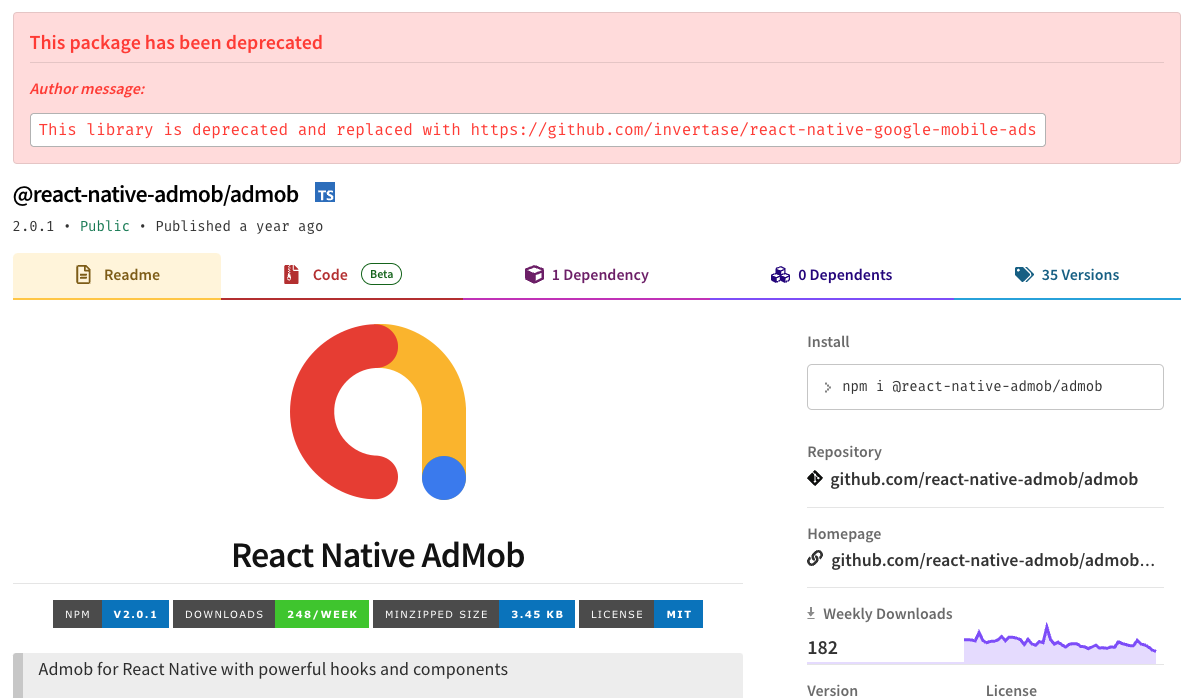 This package has been deprecated
Author message:
This library is deprecated and replaced with https://github.com/invertase/react-native-google-mobile-ads
@react-native-admob/admob TS
2.0.1 • Public • Published a year ago
Readme
Code Beta
1 Dependency
0 Dependents
35 Versions
React Native AdMob
NPM V2.0.1 DOWNLOADS 248/WEEK MINZIPPED SIZE 3.45 KB LICENSE MIT
Admob for React Native with powerful hooks and components
Install
npm i @react-native-admob/admob
Repository
github.com/react-native-admob/admob
Homepage
github.com/react-native-admob/admob...
Weekly Downloads
182
Version License